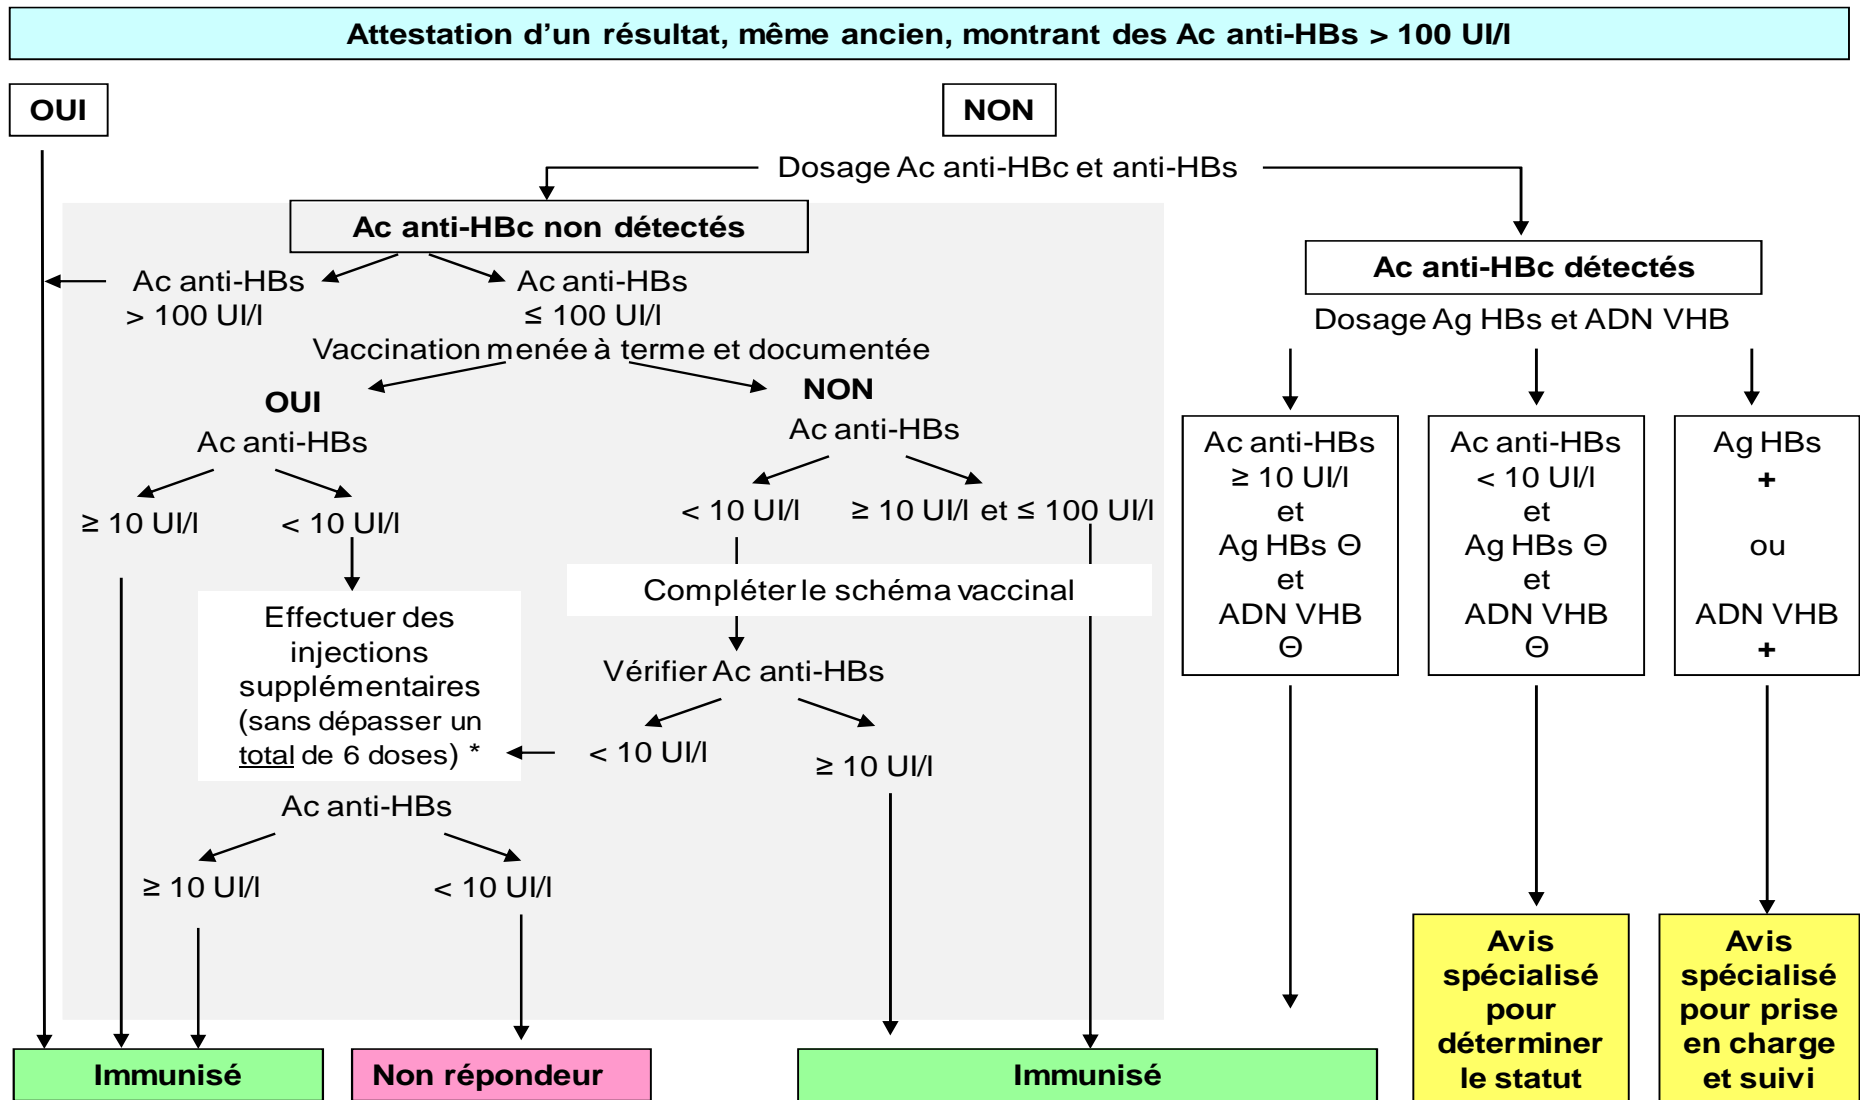 Attestation d’un résultat, même ancien, montrant des Ac anti-HBs > 100 UI/l
OUI
NON
Dosage Ac anti-HBc et anti-HBs
Ac anti-HBc non détectés
Ac anti-HBs
> 100 UI/l
Ac anti-HBs
≤ 100 UI/l
Vaccination menée à terme et documentée
OUI
Ac anti-HBs
≥ 10 UI/l
< 10 UI/l
Effectuer des
injections
supplémentaires
(sans dépasser un
total de 6 doses) *
Ac anti-HBs
≥ 10 UI/l
< 10 UI/l
NON
Ac anti-HBs
< 10 UI/l
≥ 10 UI/l et ≤ 100 UI/l
Compléter le schéma vaccinal
Vérifier Ac anti-HBs
< 10 UI/l
≥ 10 UI/l
Ac anti-HBc détectés
Dosage Ag HBs et ADN VHB
Ac anti-HBs
≥ 10 UI/l
et
Ag HBs Θ
et
ADN VHB
Θ
Ac anti-HBs
< 10 UI/l
et
Ag HBs Θ
et
ADN VHB
Θ
Ag HBs
+
ou
ADN VHB
+
Immunisé
Non répondeur
Immunisé
Avis
spécialisé
pour
déterminer
le statut
Avis
spécialisé
pour prise
en charge
et suivi